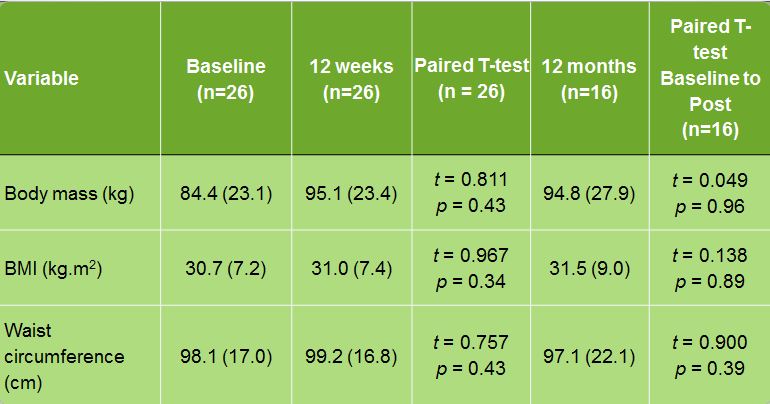 Variable
Baseline
(n=26)
12 weeks
(n=26)
Paired T-test
(n = 26)
12 months
(n=16)
Paired T-
test
Baseline to
Post
(n=16)
Body mass (kg)
84.4 (23.1)
95.1 (23.4)
t = 0.811
p = 0.43
94.8 (27.9)
t = 0.049
p = 0.96
BMI (kg.m²)
30.7 (7.2)
31.0 (7.4)
t = 0.967
p = 0.34
31.5 (9.0)
t = 0.138
p = 0.89
Waist
circumference
(cm)
98.1 (17.0)
99.2 (16.8)
t = 0.757
p = 0.43
97.1 (22.1)
t = 0.900
p = 0.39